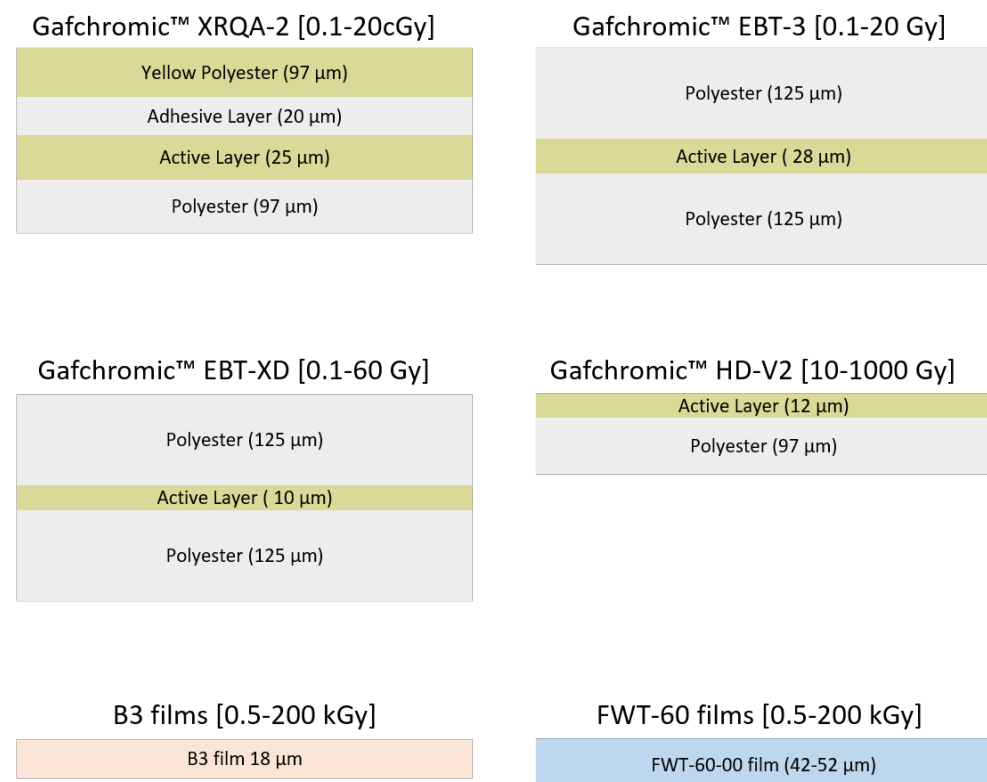 Gafchromic™ XRQA-2 [0.1-20cGy]
Yellow Polyester (97 µm)
Adhesive Layer (20 µm)
Active Layer (25 µm)
Polyester (97 µm)
Gafchromic™ EBT-3 [0.1-20 Gy]
Polyester (125 µm)
Active Layer ( 28 µm)
Polyester (125 µm)
Gafchromic™ EBT-XD [0.1-60 Gy]
Polyester (125 µm)
Active Layer ( 10 µm)
Polyester (125 µm)
Gafchromic™ HD-V2 [10-1000 Gy]
Active Layer (12 µm)
Polyester (97 µm)
B3 films [0.5-200 kGy]
B3 film 18 µm
FWT-60 films [0.5-200 kGy]
FWT-60-00 film (42-52 µm)